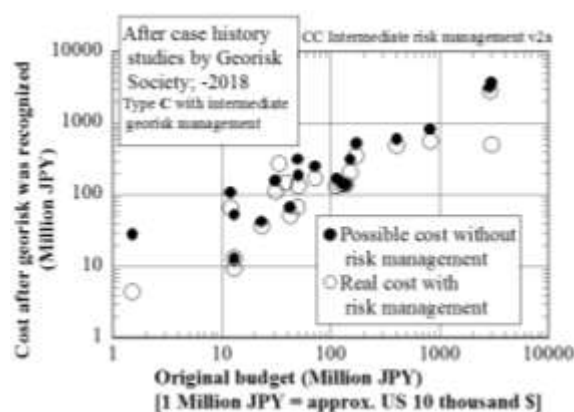 CC Intermediate risk management v2a
After case history
studies by Georisk
Society; -2018
Type C with intermediate
georisk management
Cost after georisk was recognized
(Million JPY)
10000
1000
100
10
1
Possible cost without
risk management
Real cost with
risk management
1 10 100 1000 10000
Original budget (Million JPY)
[1 Million JPY = approx. US 10 thousand $]